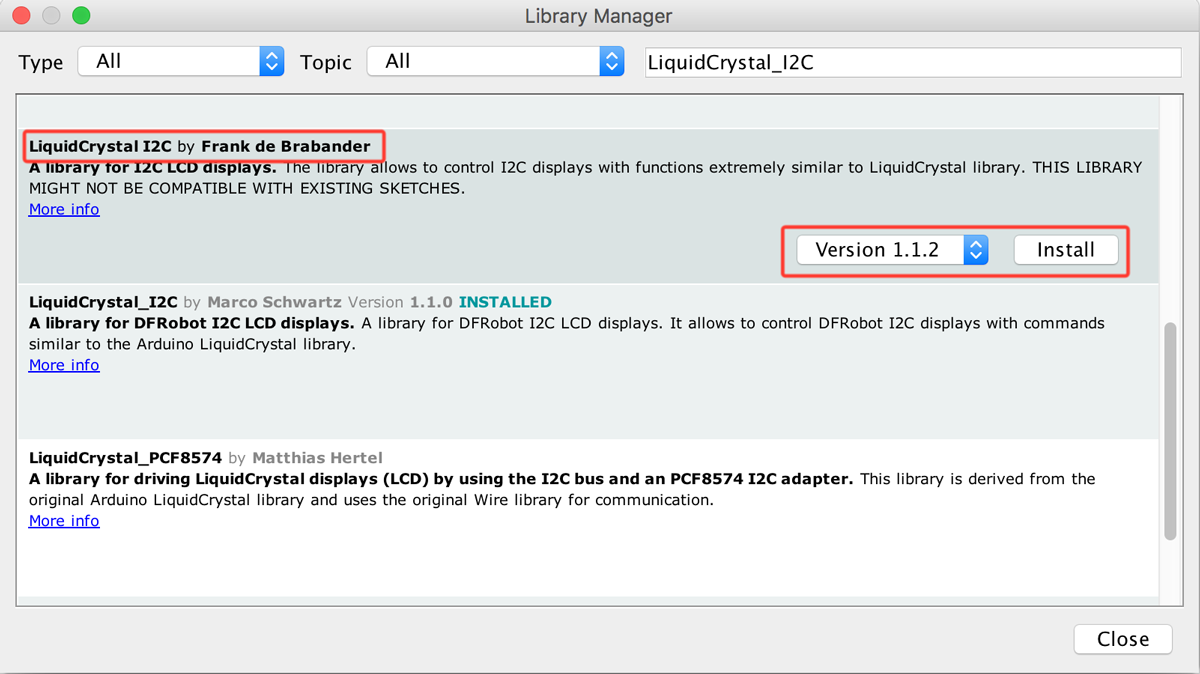 Library Manager
Type All Topic All LiquidCrystal_I2C
LiquidCrystal I2C by Frank de Brabander
A library for I2C LCD displays. The library allows to control I2C displays with functions extremely similar to LiquidCrystal library. THIS LIBRARY
MIGHT NOT BE COMPATIBLE WITH EXISTING SKETCHES.
More info
Version 1.1.2 Install
LiquidCrystal_I2C by Marco Schwartz Version 1.1.0 INSTALLED
A library for DFRobot I2C LCD displays. A library for DFRobot I2C LCD displays. It allows to control DFRobot I2C displays with commands
similar to the Arduino LiquidCrystal library.
More info
LiquidCrystal_PCF8574 by Matthias Hertel
A library for driving LiquidCrystal displays (LCD) by using the I2C bus and an PCF8574 I2C adapter. This library is derived from the
original Arduino LiquidCrystal library and uses the original Wire library for communication.
More info
Close